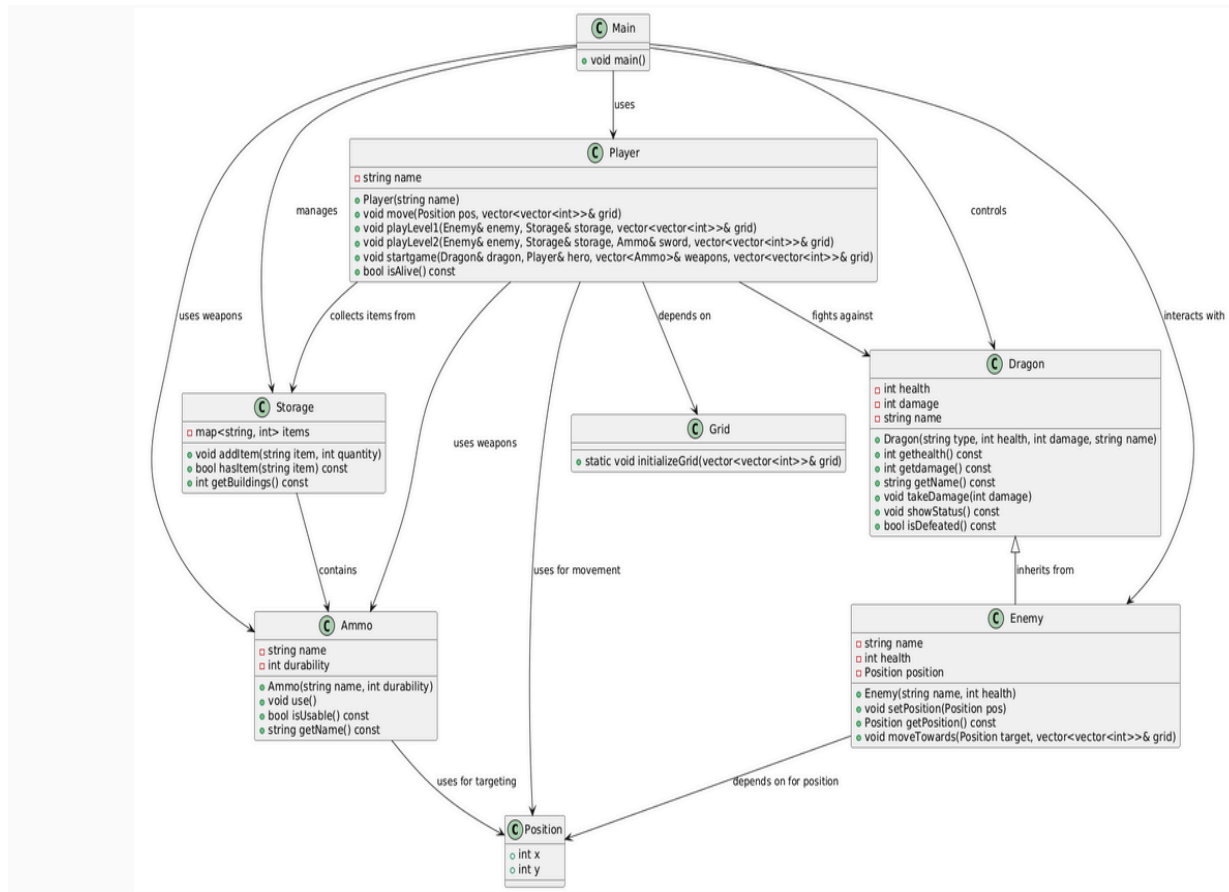 C Main
void main()
uses
C Player
string name
Player(string name)
void move(Position pos, vector<vector<int>>& grid)
void playLevel1(Enemy& enemy, Storage& storage, vector<vector<int>>& grid)
void playLevel2(Enemy& enemy, Storage& storage, Ammo& sword, vector<vector<int>>& grid)
void startgame(Dragon& dragon, Player& hero, vector<Ammo>& weapons, vector<vector<int>>& grid)
bool isAlive() const
manages
controls
uses weapons
collects items from
depends on
fights against
interacts with
C Storage
map<string, int> items
void addItem(string item, int quantity)
bool hasItem(string item) const
int getBuildings() const
uses weapons
C Grid
static void initializeGrid(vector<vector<int>>& grid)
C Dragon
int health
int damage
string name
Dragon(string type, int health, int damage, string name)
int gethealth() const
int getdamage() const
string getName() const
void takeDamage(int damage)
void showStatus() const
bool isDefeated() const
contains
uses for movement
inherits from
C Ammo
string name
int durability
Ammo(string name, int durability)
void use()
bool isUsable() const
string getName() const
C Enemy
string name
int health
Position position
Enemy(string name, int health)
void setPosition(Position pos)
Position getPosition() const
void moveTowards(Position target, vector<vector<int>>& grid)
uses for targeting
depends on for position
C Position
int x
int y